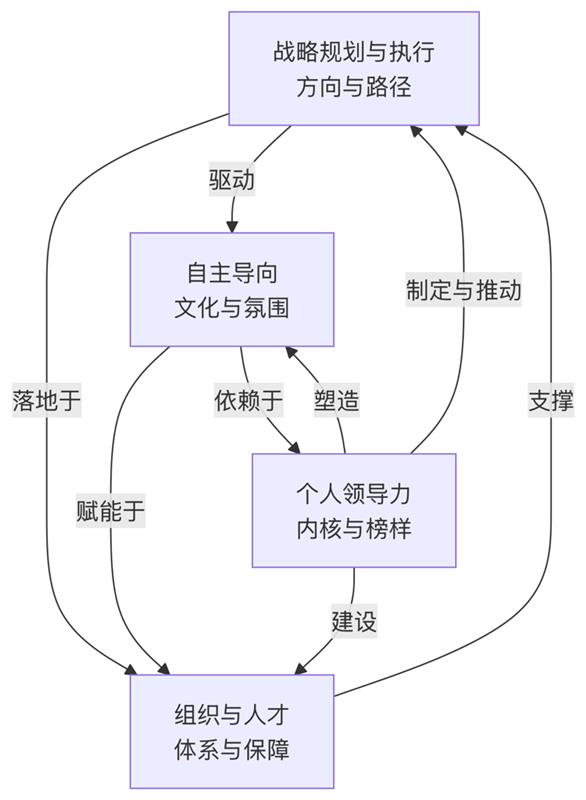 战略规划与执行
方向与路径
驱动
自主导向
文化与氛围
制定与推动
落地于
依赖于
塑造
支撑
个人领导力
内核与榜样
赋能于
建设
组织与人才
体系与保障